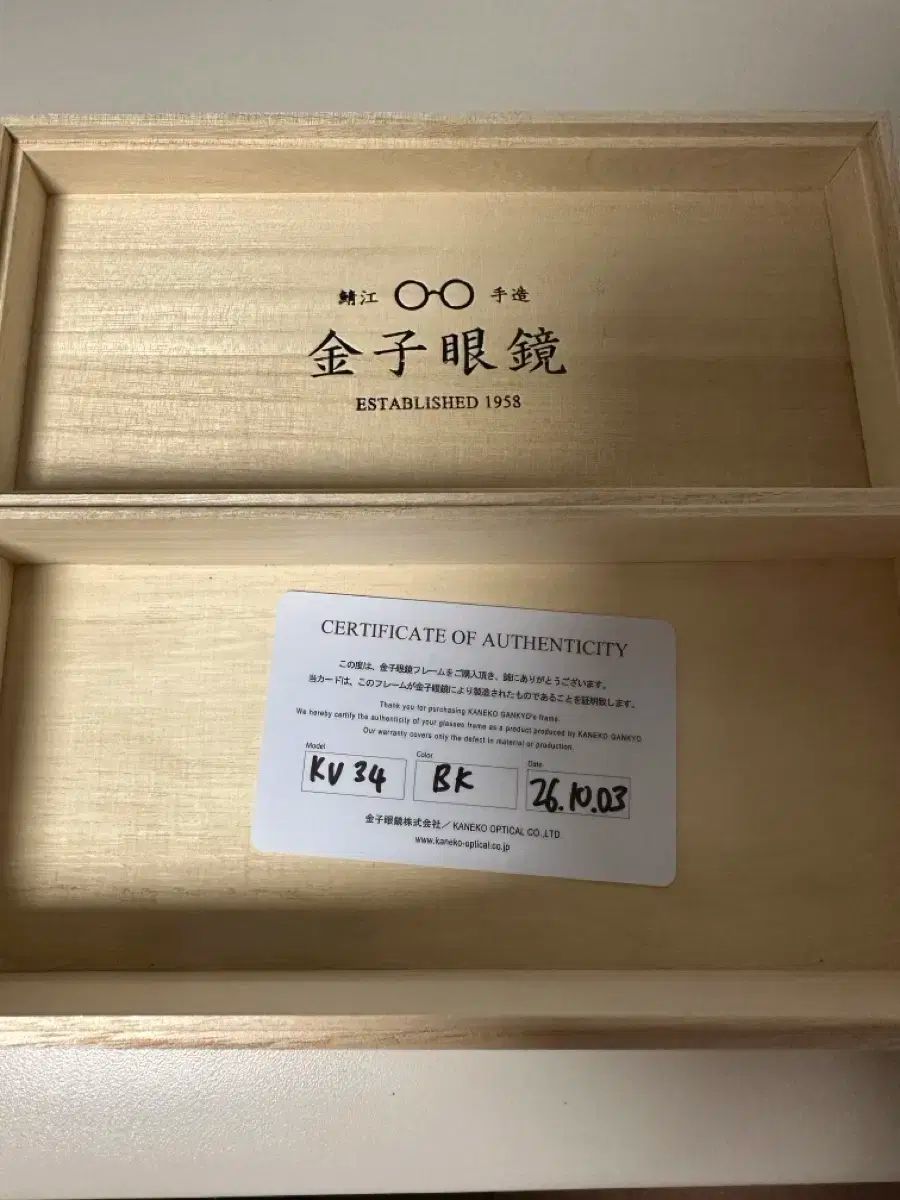 鯖江 手造
金子眼鏡
ESTABLISHED 1958
CERTIFICATE OF AUTHENTICITY
この度は、金子眼鏡フレームをご購入頂き、誠にありがとうございます。
当カードは、このフレームが金子眼鏡により製造されたものであることを証明致します。
Thank you for purchasing KANEKO GANKYO's frame.
We hereby certify the authenticity of your glasses frame as a product produced by KANEKO GANKYO.
Our warranty covers only the defect in material or production.
Model Color Date
KV 34 BK 26.10.03
金子眼鏡株式会社／KANEKO OPTICAL CO.,LTD.
www.kaneko-optical.co.jp